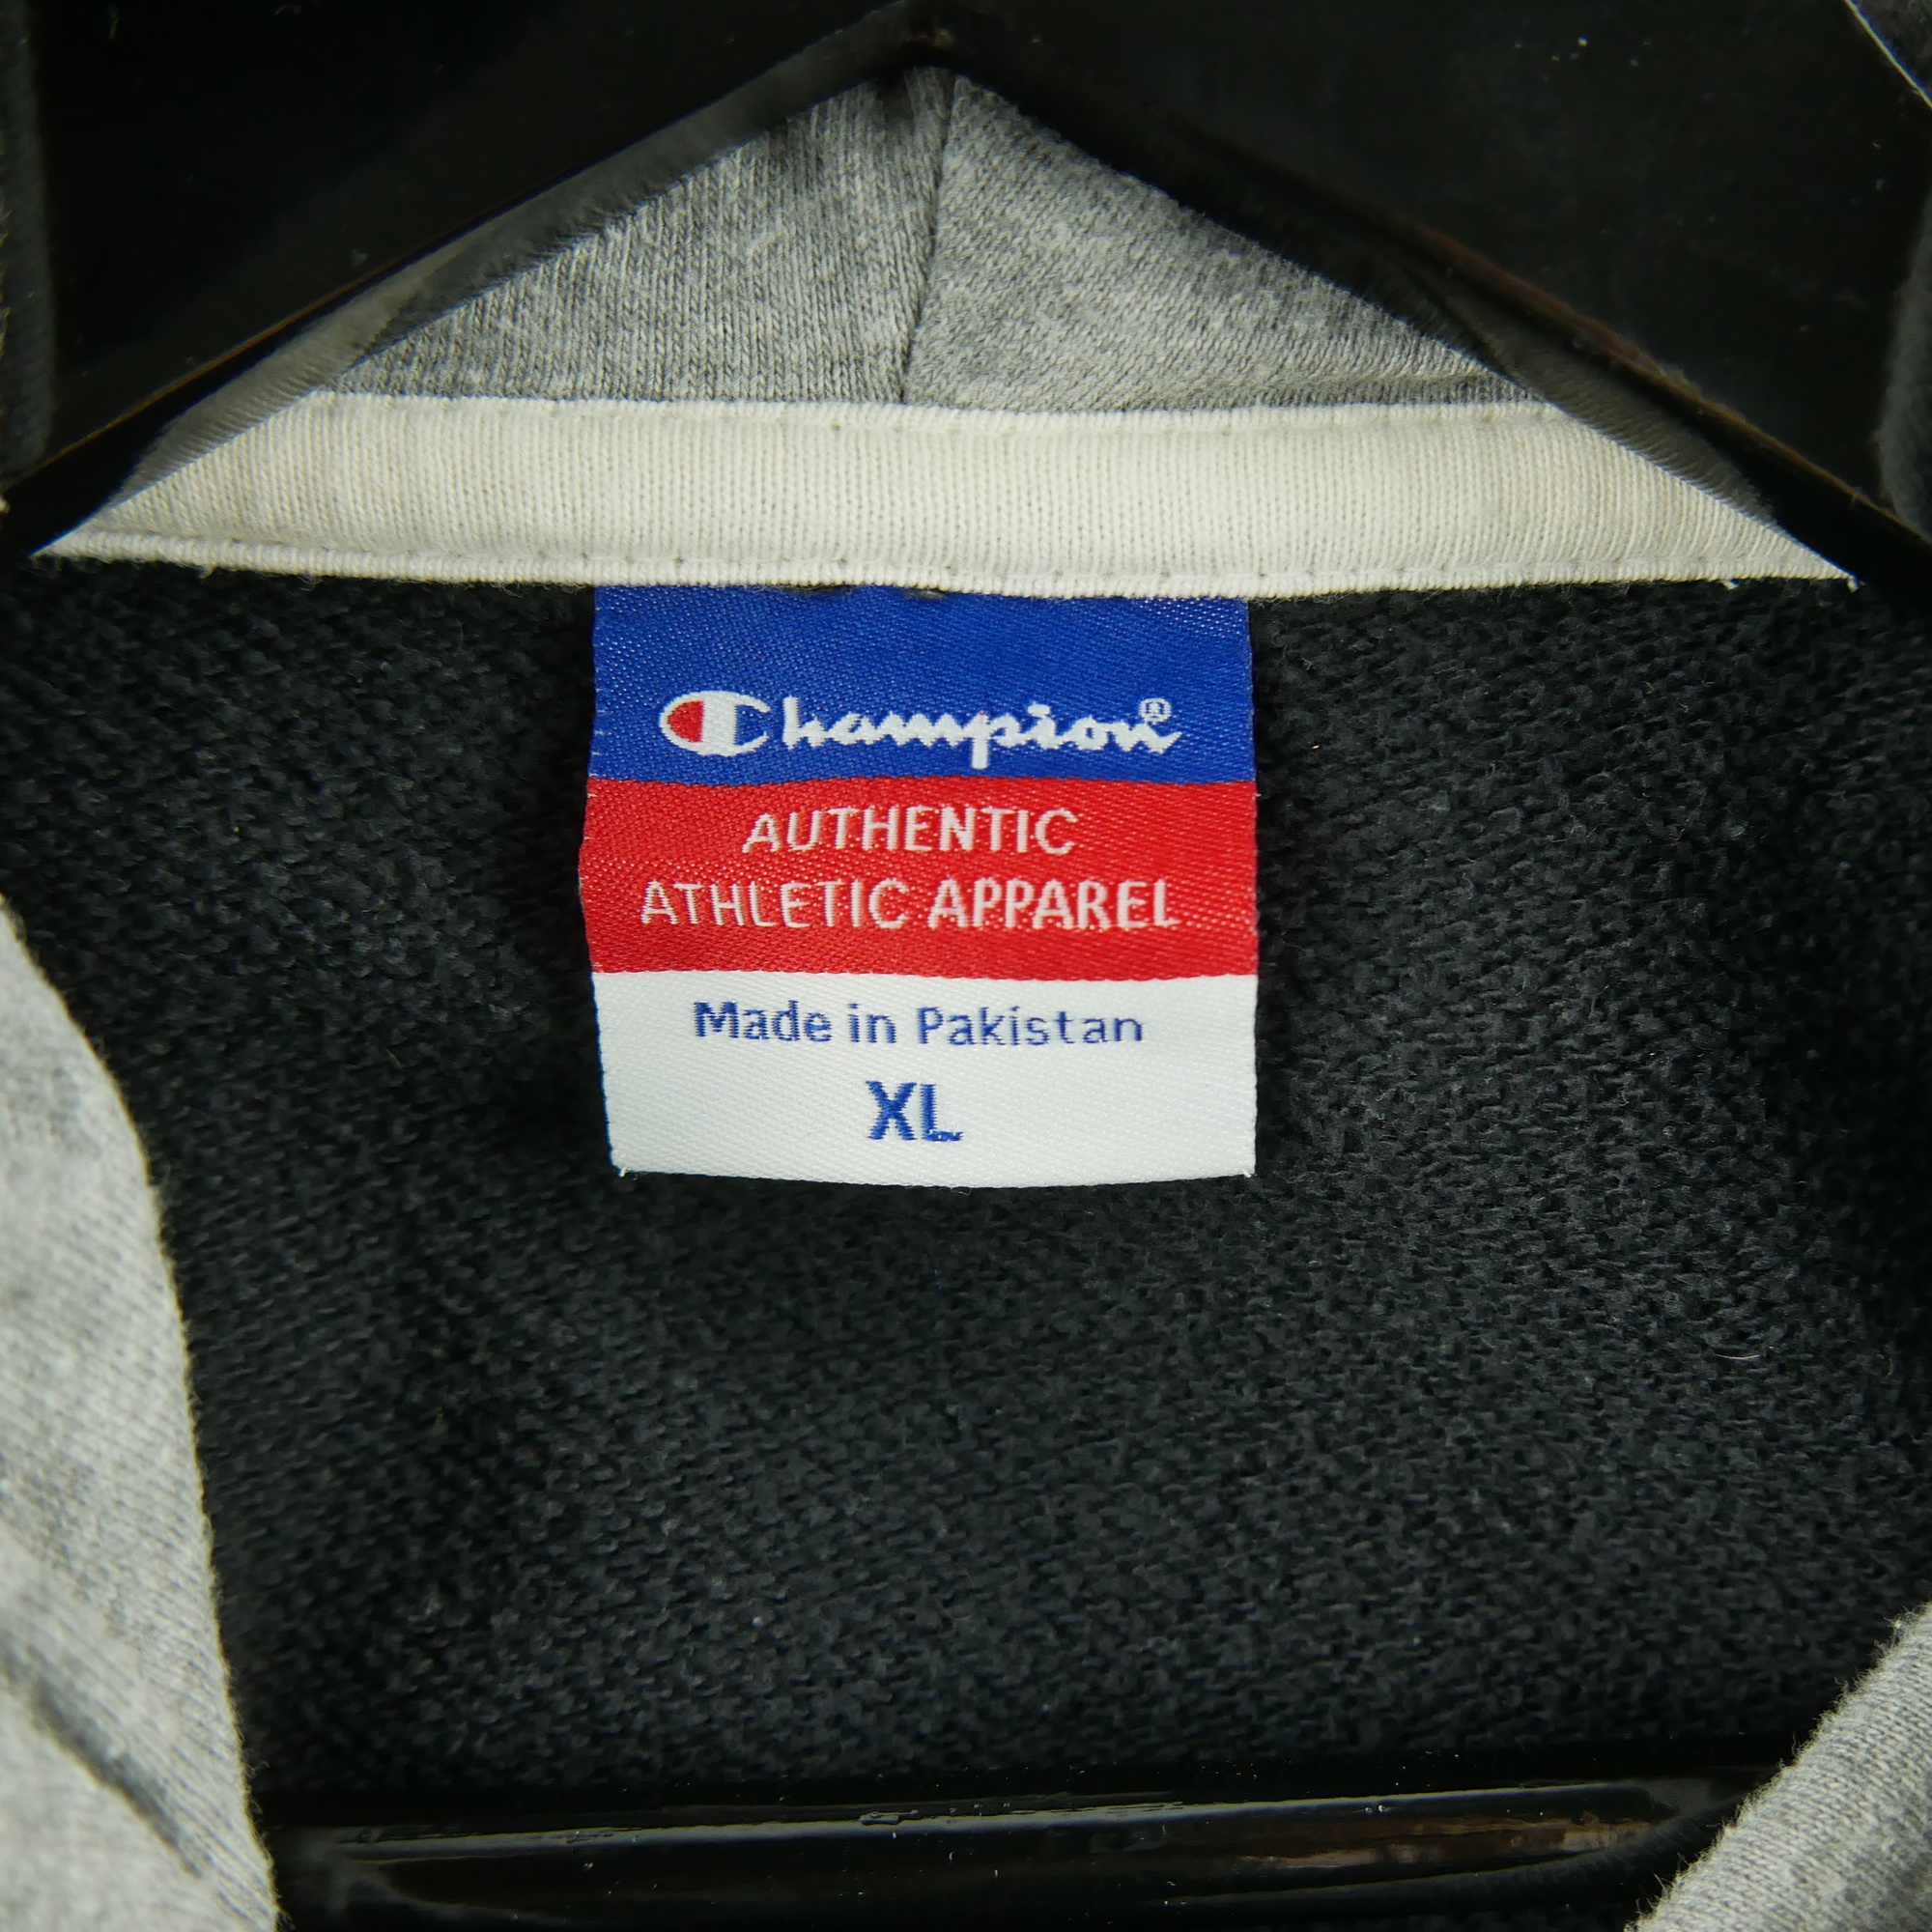 Champion®
AUTHENTIC
ATHLETIC APPAREL
Made in Pakistan
XL